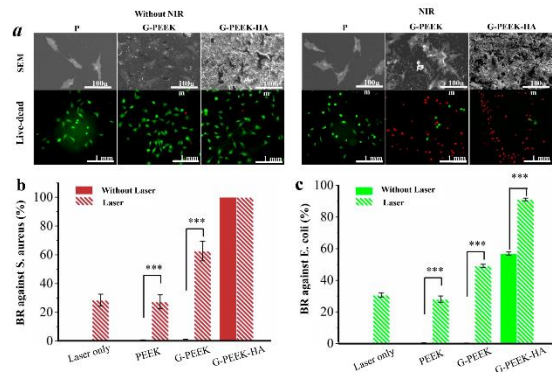 a
Without NIR
NIR
P G-PEEK G-PEEK-HA
P G-PEEK G-PEEK-HA
SEM
100μ 100μ 100μ
100μ 100μ 100μ
m m
m m
Live-dead
1 mm 1 mm 1 mm
1 mm 1 mm 1 mm
b
BR against S. aureus (%)
100
80
60
40
20
0
Without Laser
Laser
***
***
Laser only PEEK G-PEEK G-PEEK-HA
c
BR against E. coli (%)
100
80
60
40
20
0
Without Laser
Laser
***
***
***
Laser only PEEK G-PEEK G-PEEK-HA